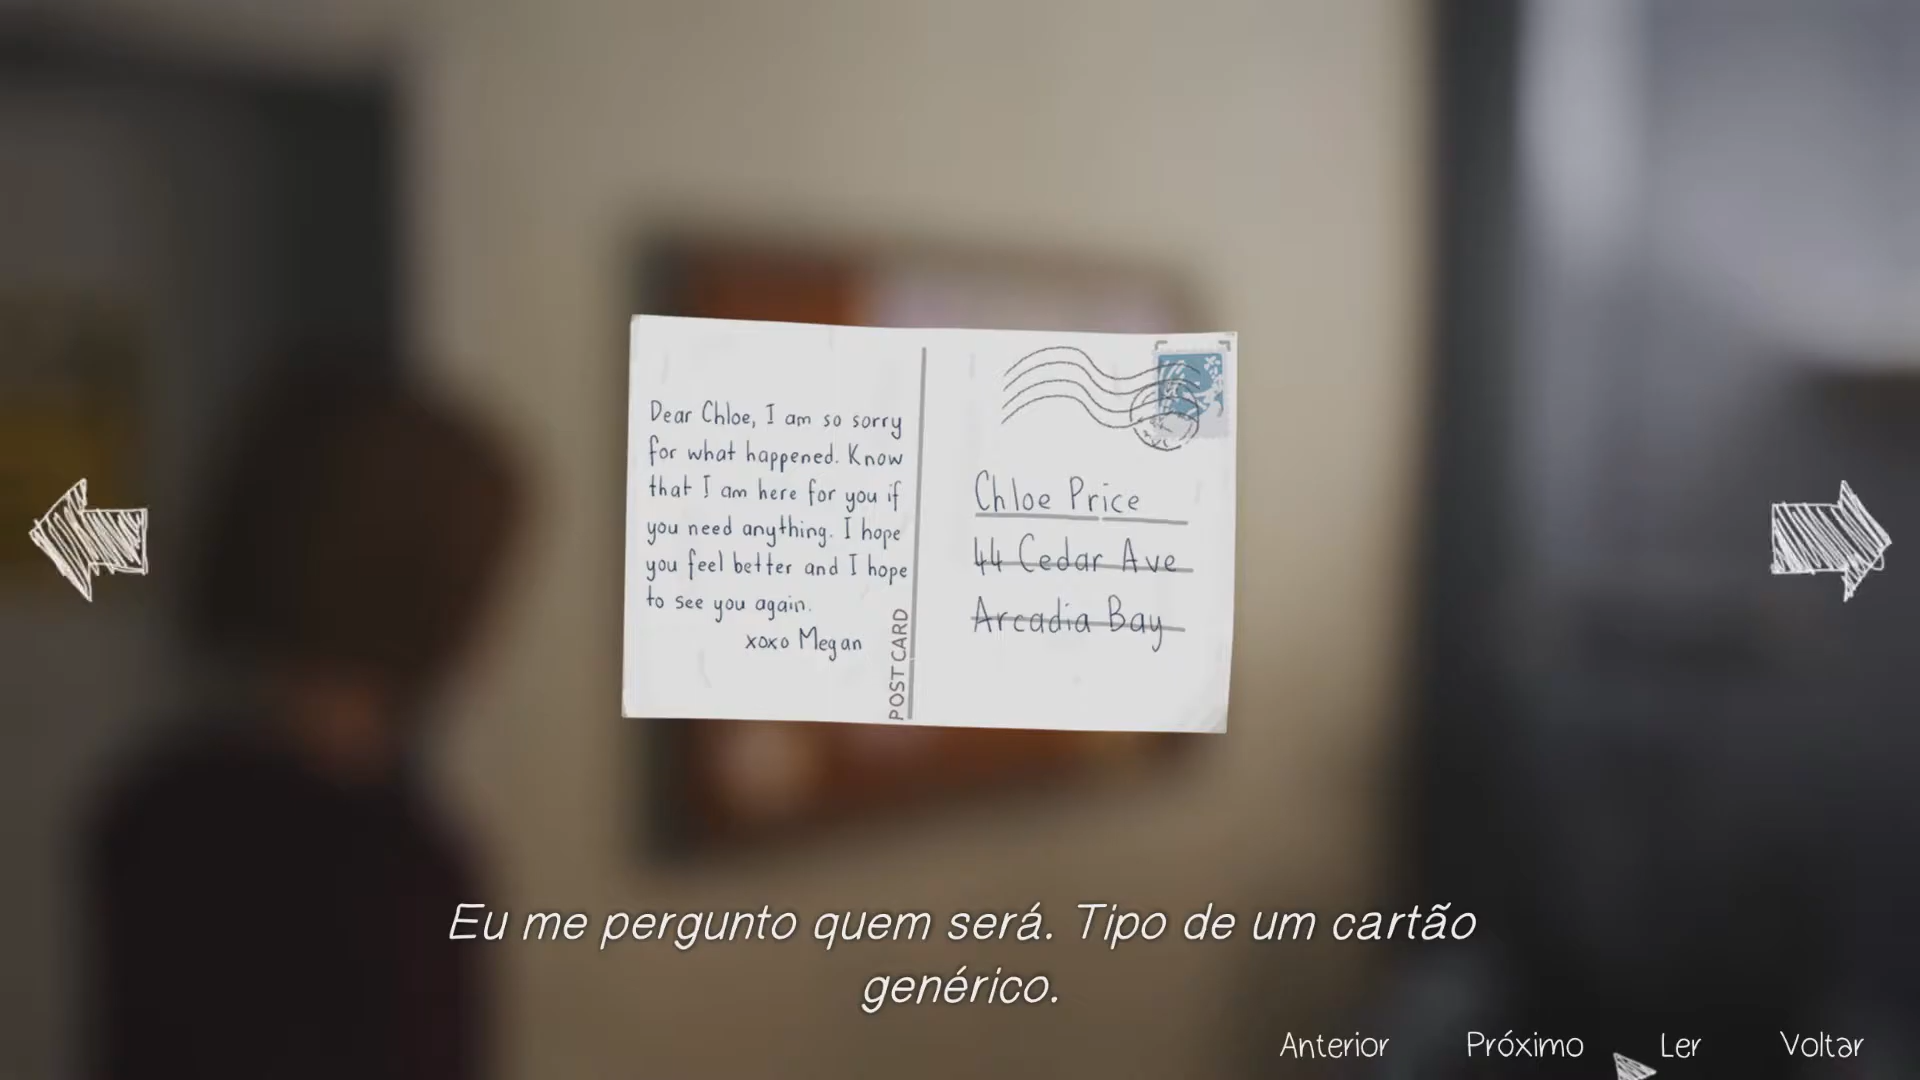 Dear Chloe, I am so sorry
for what happened. Know
that I am here for you if
you need anything. I hope
you feel better and I hope
to see you again.
xoxo Megan
POSTCARD
Chloe Price
44 Cedar Ave
Arcadia Bay
Eu me pergunto quem será. Tipo de um cartão
genérico.
Anterior Próximo Ler Voltar